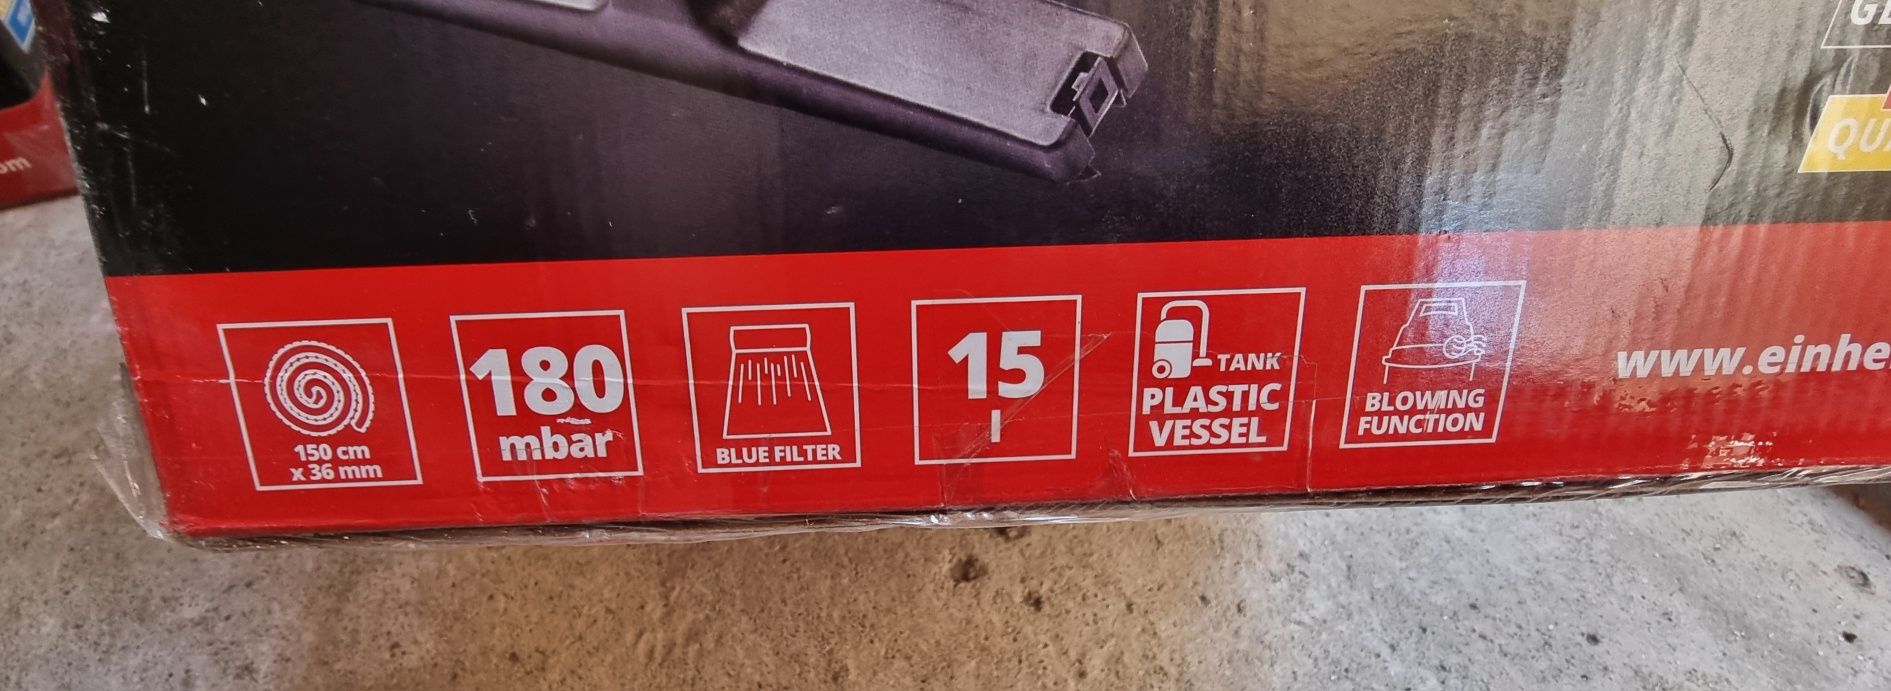 150 cm
x 36 mm
180
mbar
BLUE FILTER
15
l
TANK
PLASTIC
VESSEL
BLOWING
FUNCTION
www.einhe